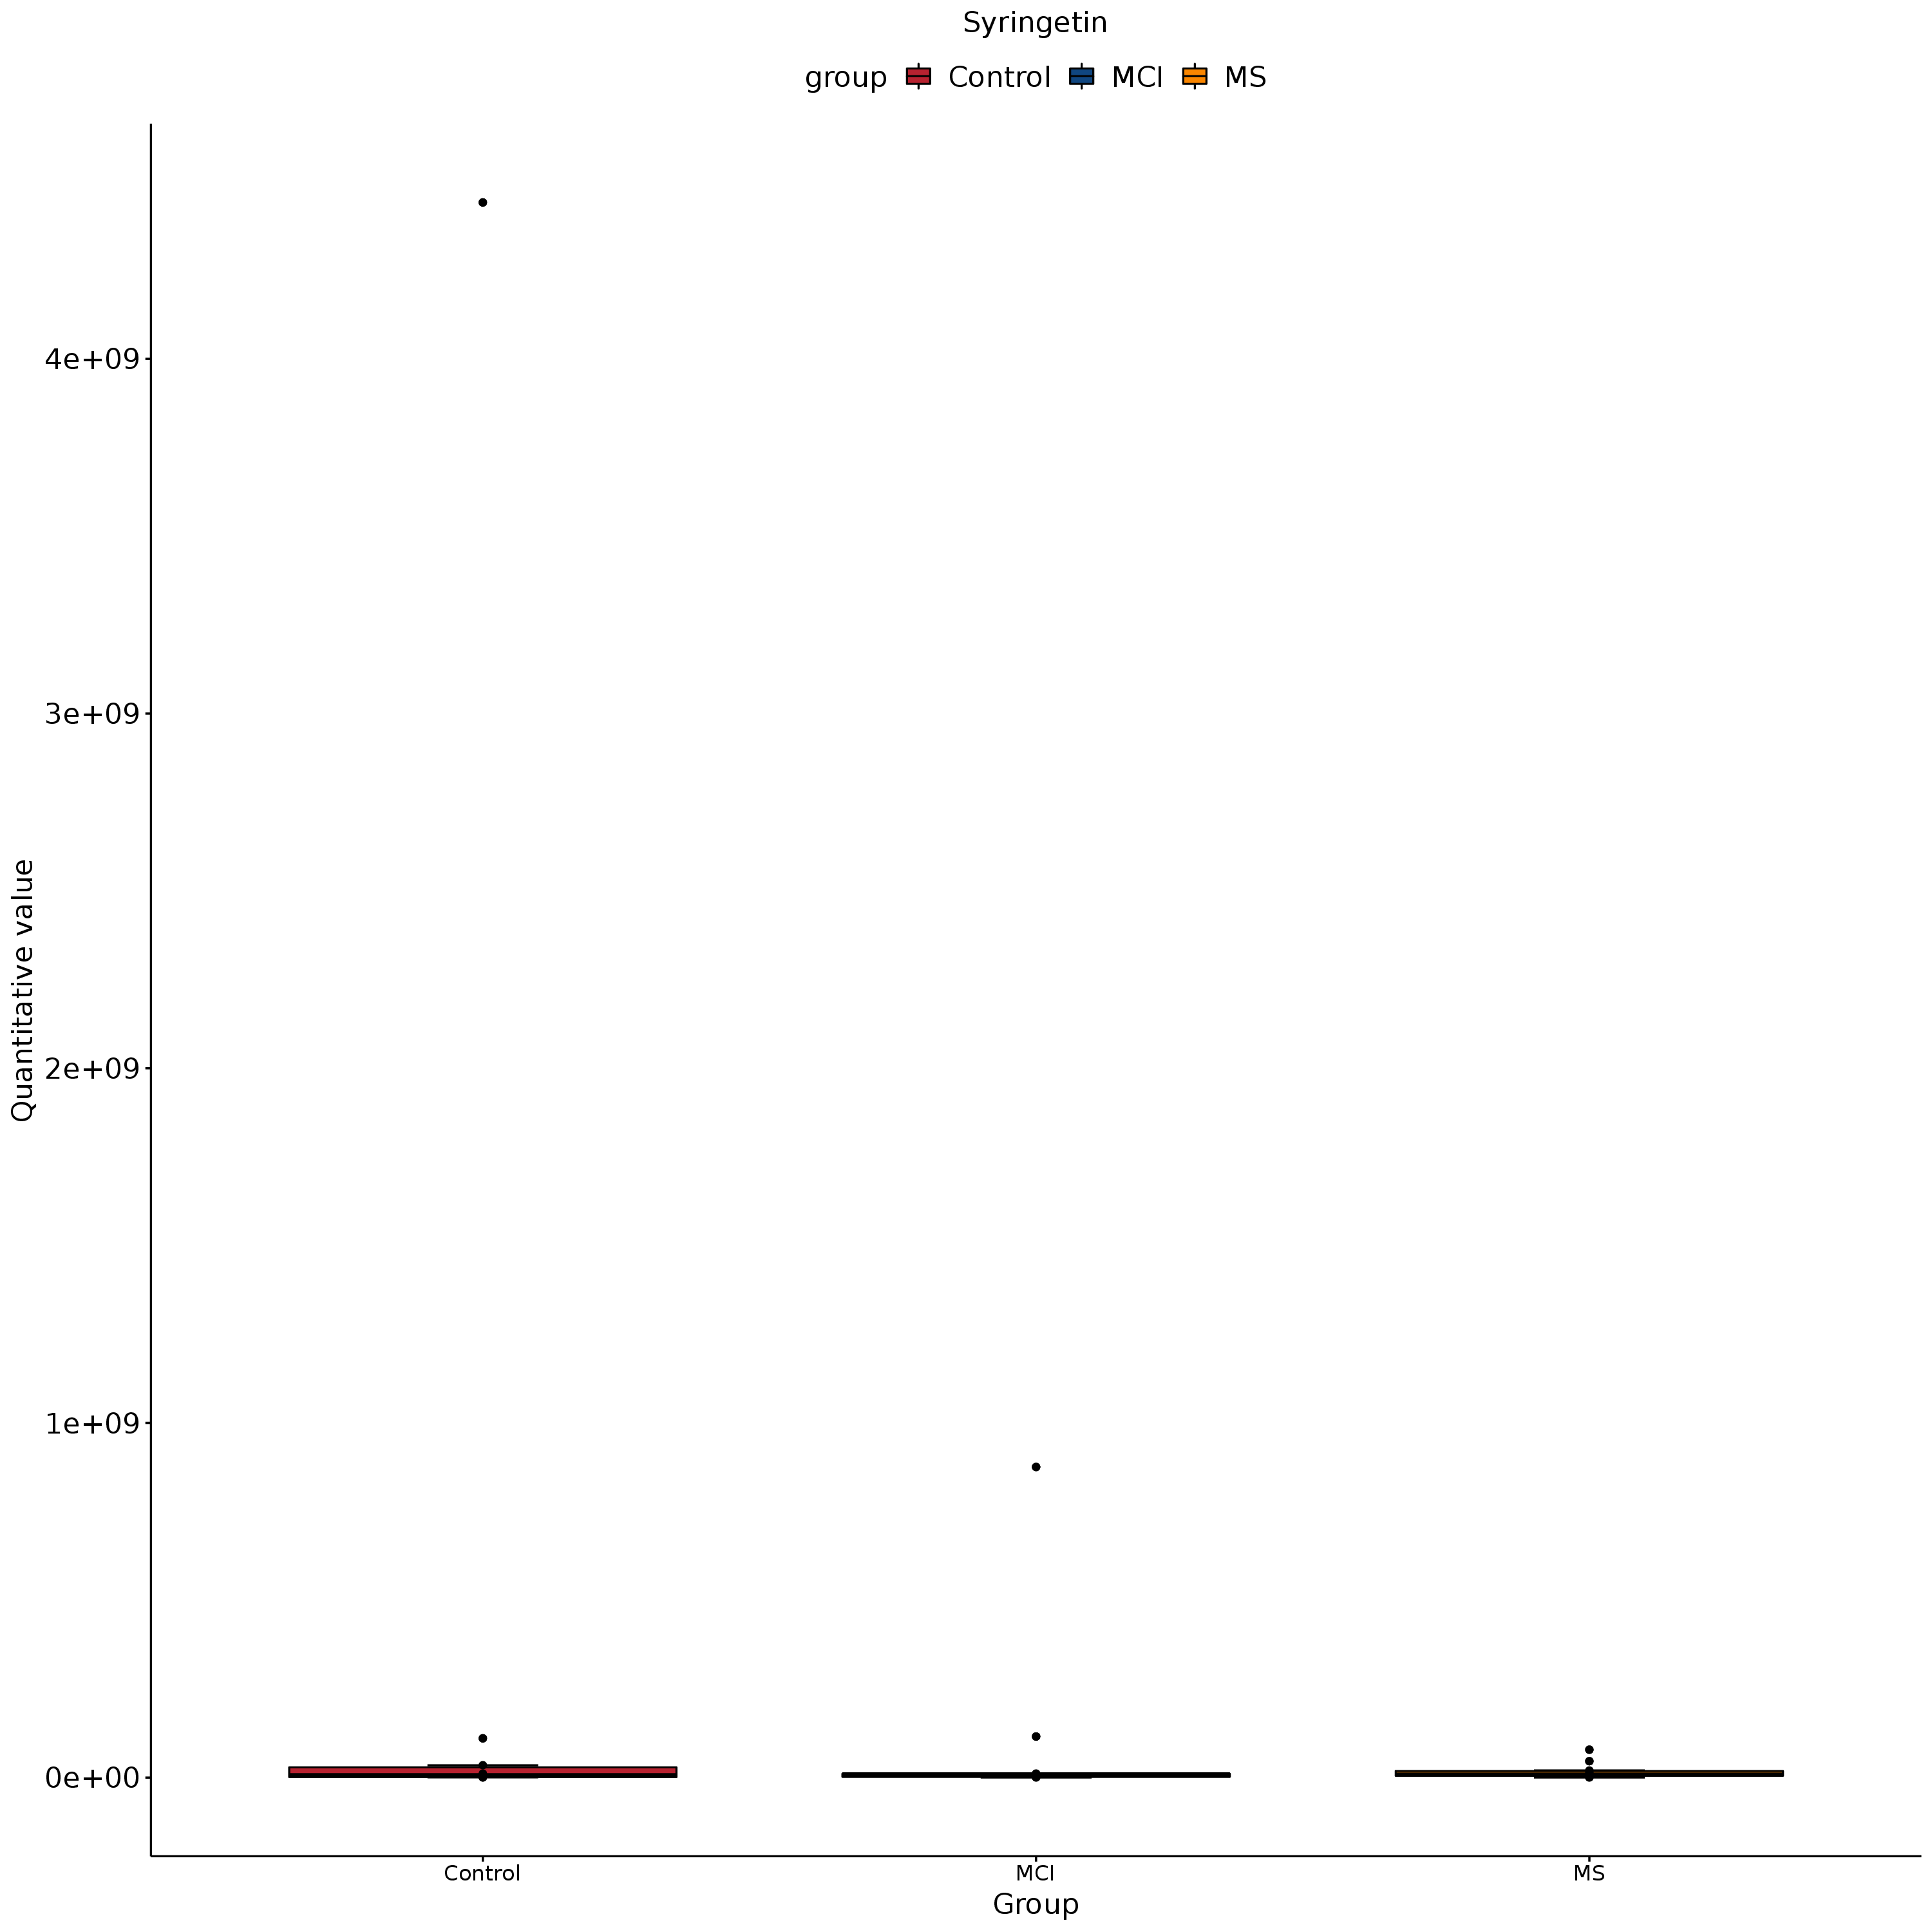 Syringetin
group Control MCI MS
Quantitative value
4e+09
3e+09
2e+09
1e+09
0e+00
Control MCI MS
Group